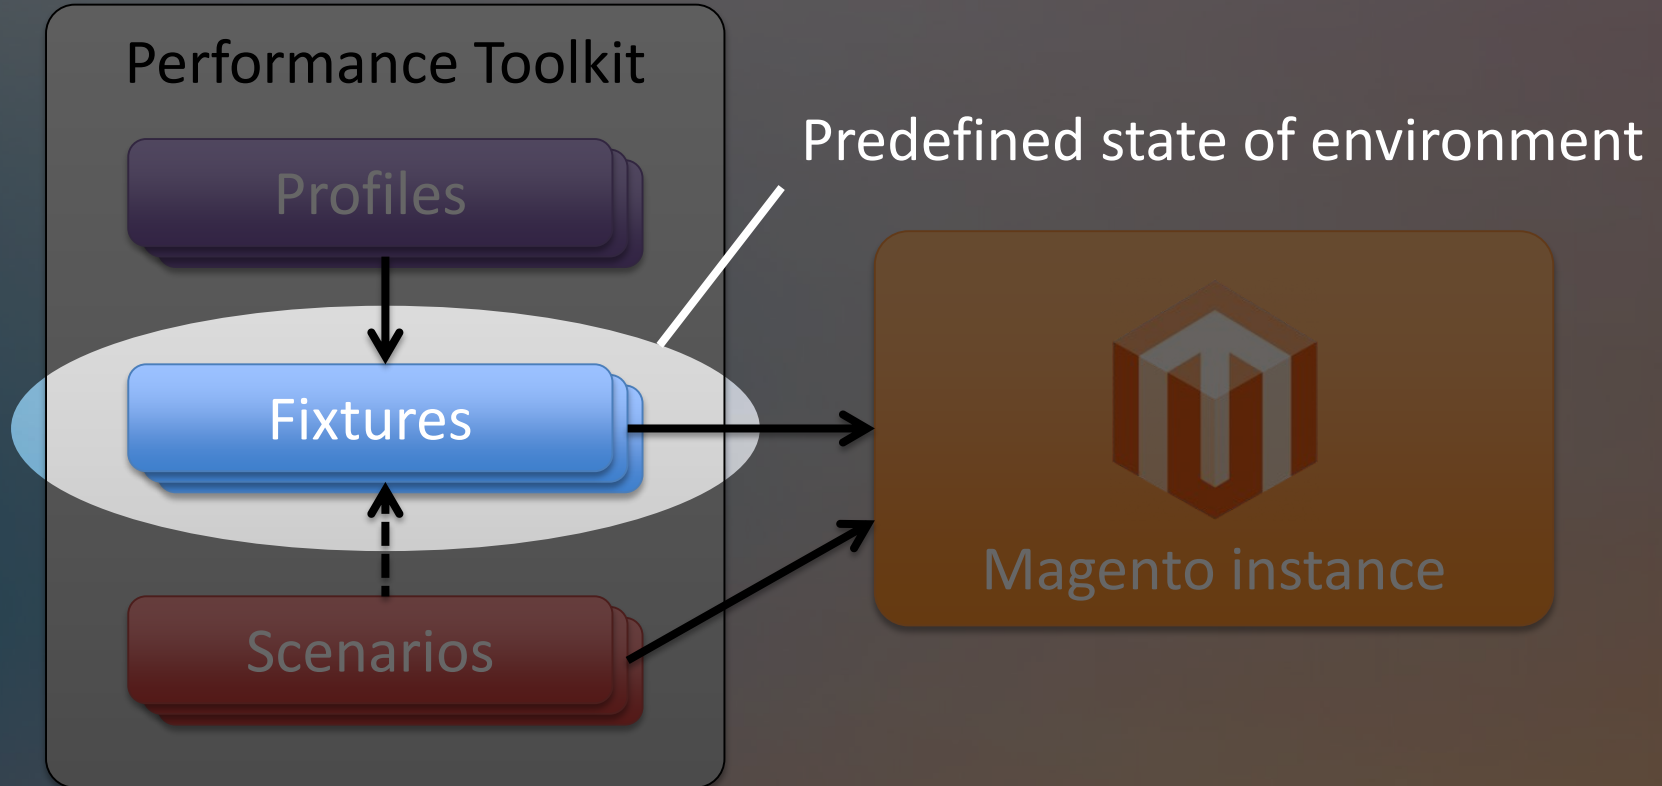 Performance Toolkit
Predefined state of environment
Profiles
Fixtures
Scenarios
Magento instance